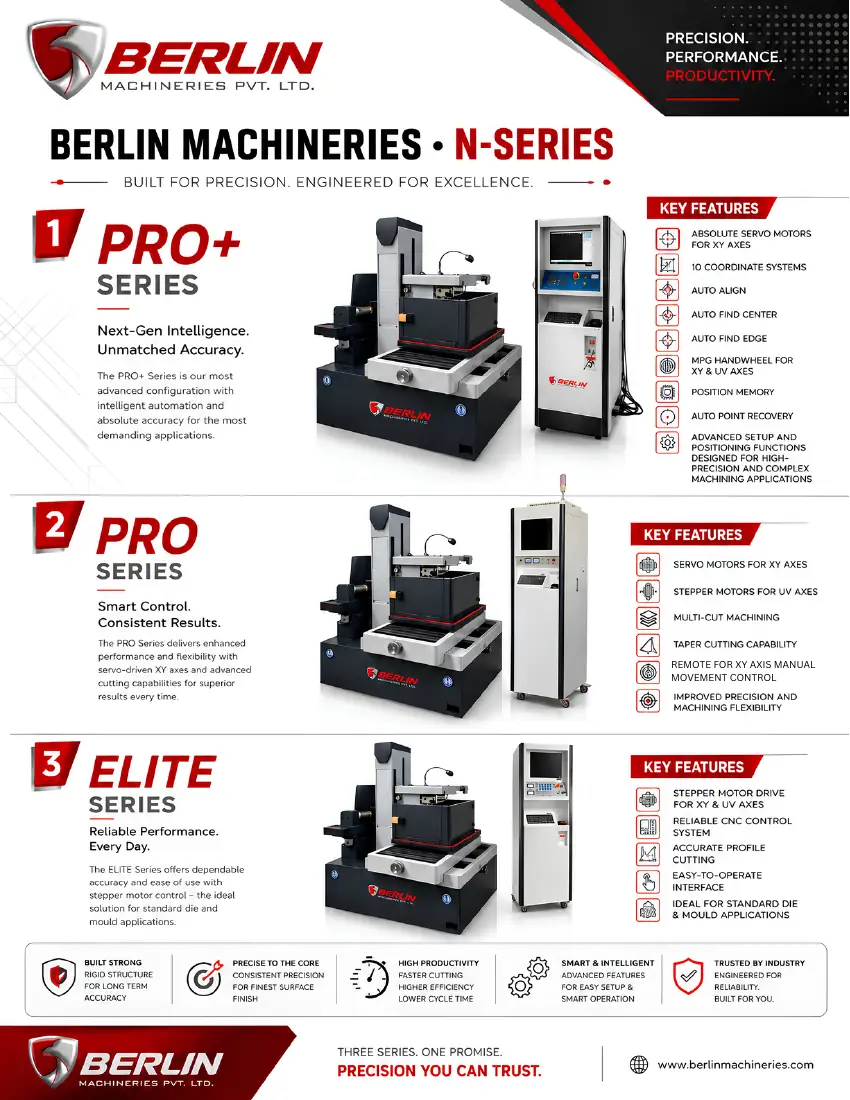 BERLIN
MACHINERIES PVT. LTD.
PRECISION.
PERFORMANCE.
PRODUCTIVITY.
BERLIN MACHINERIES • N-SERIES
BUILT FOR PRECISION. ENGINEERED FOR EXCELLENCE.
1
PRO+
SERIES
Next-Gen Intelligence.
Unmatched Accuracy.
The PRO+ Series is our most
advanced configuration with
intelligent automation and
absolute accuracy for the most
demanding applications.
BERLIN
MACHINERIES PVT. LTD.
BERLIN
KEY FEATURES
ABSOLUTE SERVO MOTORS
FOR XY AXES
10 COORDINATE SYSTEMS
AUTO ALIGN
AUTO FIND CENTER
AUTO FIND EDGE
MPG HANDWHEEL FOR
XY & UV AXES
POSITION MEMORY
AUTO POINT RECOVERY
ADVANCED SETUP AND
POSITIONING FUNCTIONS
DESIGNED FOR HIGH-
PRECISION AND COMPLEX
MACHINING APPLICATIONS
2
PRO
SERIES
Smart Control.
Consistent Results.
The PRO Series delivers enhanced
performance and flexibility with
servo-driven XY axes and advanced
cutting capabilities for superior
results every time.
BERLIN
MACHINERIES PVT. LTD.
KEY FEATURES
SERVO MOTORS FOR XY AXES
STEPPER MOTORS FOR UV AXES
MULTI-CUT MACHINING
TAPER CUTTING CAPABILITY
REMOTE FOR XY AXIS MANUAL
MOVEMENT CONTROL
IMPROVED PRECISION AND
MACHINING FLEXIBILITY
3
ELITE
SERIES
Reliable Performance.
Every Day.
The ELITE Series offers dependable
accuracy and ease of use with
stepper motor control – the ideal
solution for standard die and
mould applications.
BERLIN
KEY FEATURES
STEPPER MOTOR DRIVE
FOR XY & UV AXES
RELIABLE CNC CONTROL
SYSTEM
ACCURATE PROFILE
CUTTING
EASY-TO-OPERATE
INTERFACE
IDEAL FOR STANDARD DIE
& MOULD APPLICATIONS
BUILT STRONG
RIGID STRUCTURE
FOR LONG TERM
ACCURACY
PRECISE TO THE CORE
CONSISTENT PRECISION
FOR FINEST SURFACE
FINISH
HIGH PRODUCTIVITY
FASTER CUTTING
HIGHER EFFICIENCY
LOWER CYCLE TIME
SMART & INTELLIGENT
ADVANCED FEATURES
FOR EASY SETUP &
SMART OPERATION
TRUSTED BY INDUSTRY
ENGINEERED FOR
RELIABILITY.
BUILT FOR YOU.
BERLIN
MACHINERIES PVT. LTD.
THREE SERIES. ONE PROMISE.
PRECISION YOU CAN TRUST.
www.berlinmachineries.com